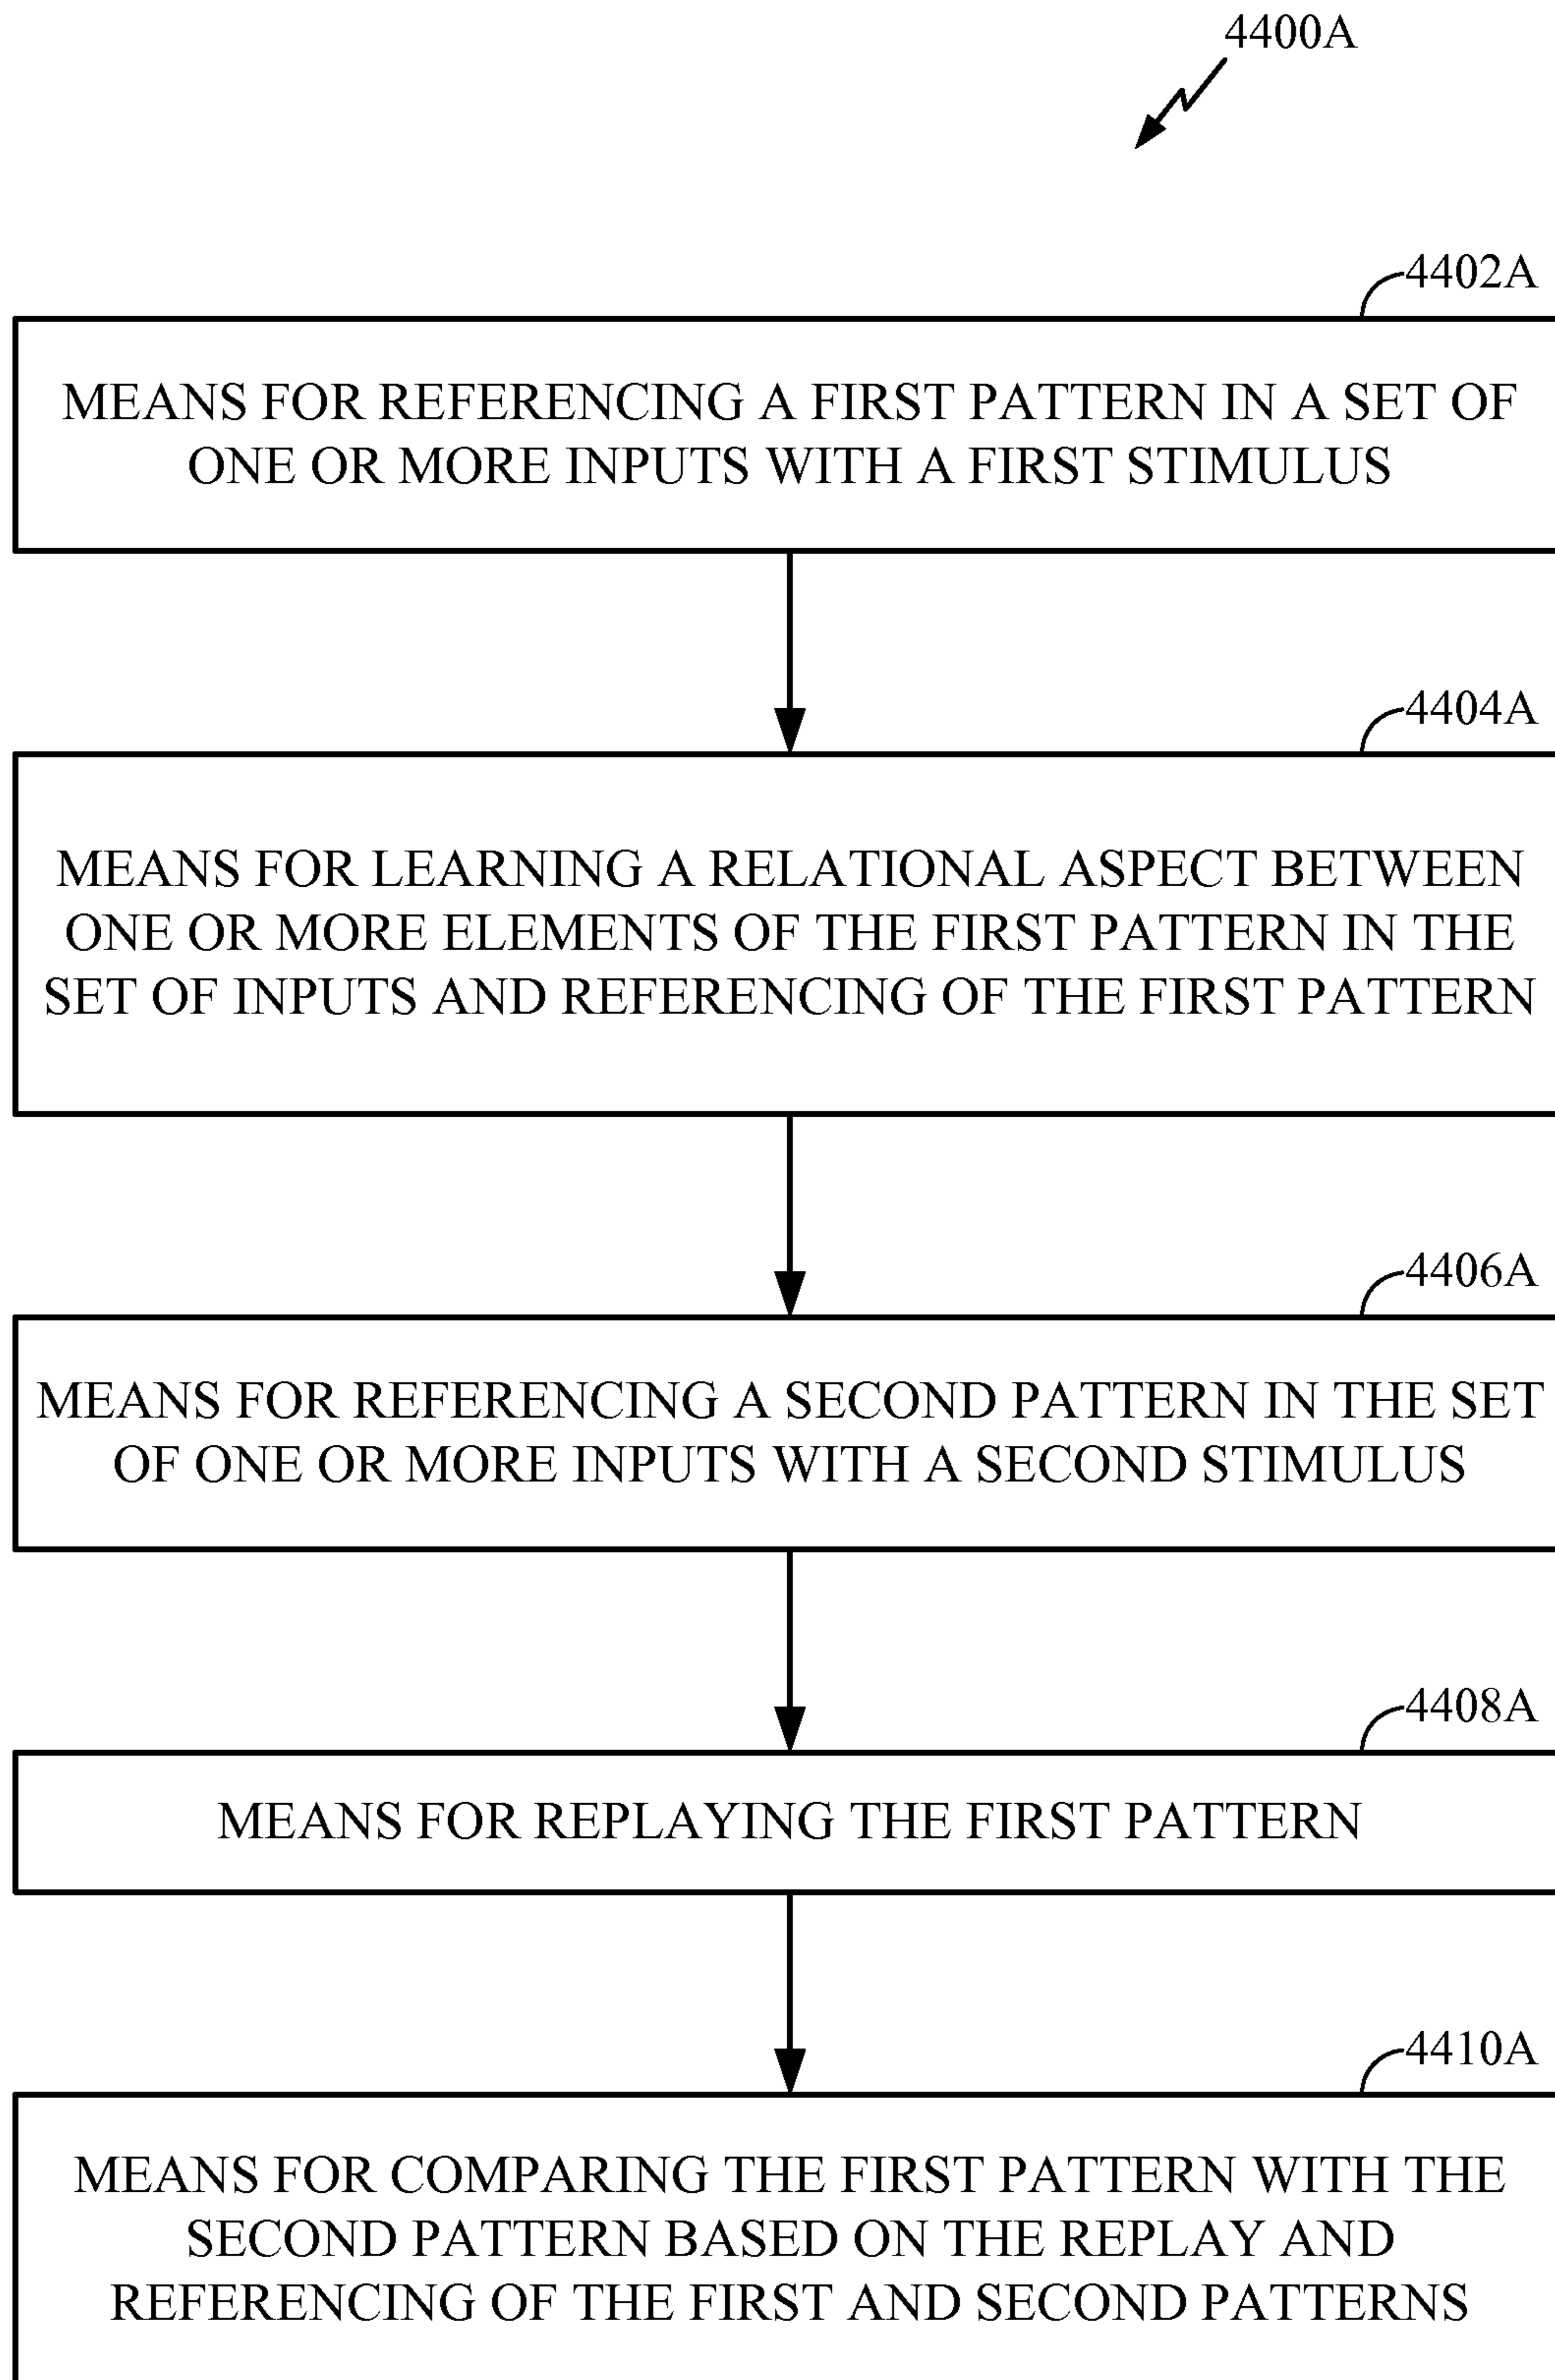 4400A
4402A
MEANS FOR REFERENCING A FIRST PATTERN IN A SET OF
ONE OR MORE INPUTS WITH A FIRST STIMULUS
4404A
MEANS FOR LEARNING A RELATIONAL ASPECT BETWEEN
ONE OR MORE ELEMENTS OF THE FIRST PATTERN IN THE
SET OF INPUTS AND REFERENCING OF THE FIRST PATTERN
4406A
MEANS FOR REFERENCING A SECOND PATTERN IN THE SET
OF ONE OR MORE INPUTS WITH A SECOND STIMULUS
4408A
MEANS FOR REPLAYING THE FIRST PATTERN
4410A
MEANS FOR COMPARING THE FIRST PATTERN WITH THE
SECOND PATTERN BASED ON THE REPLAY AND
REFERENCING OF THE FIRST AND SECOND PATTERNS